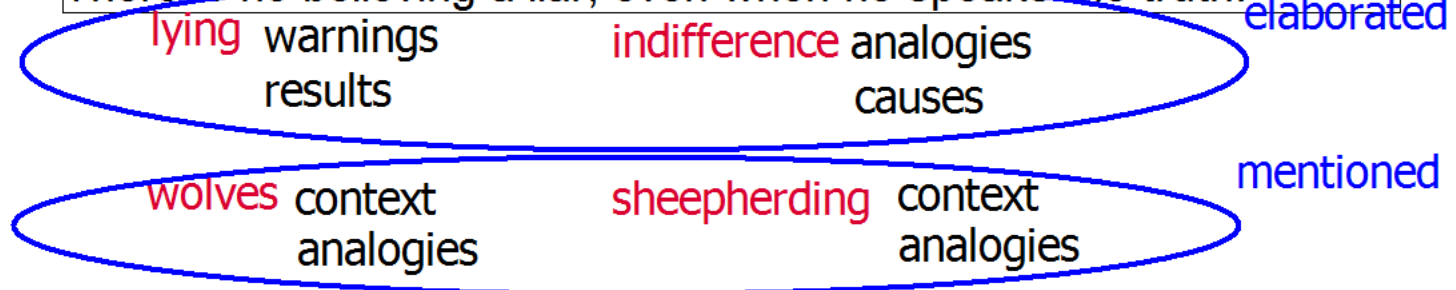 elaborated
lying warnings indifference analogies
results causes
mentioned
wolves context sheepherding context
analogies analogies